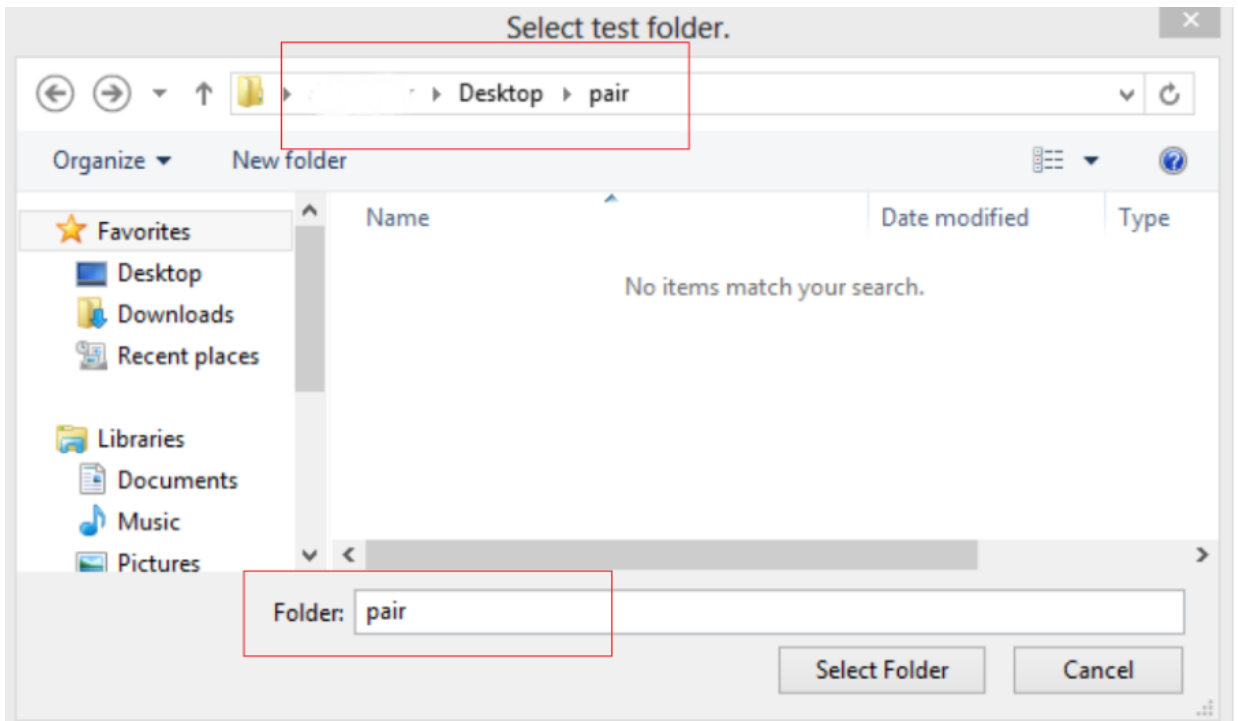 Select test folder.
Desktop pair
Organize New folder
Name Date modified Type
Favorites
Desktop
Downloads
Recent places
No items match your search.
Libraries
Documents
Music
Pictures
Folder: pair
Select Folder Cancel